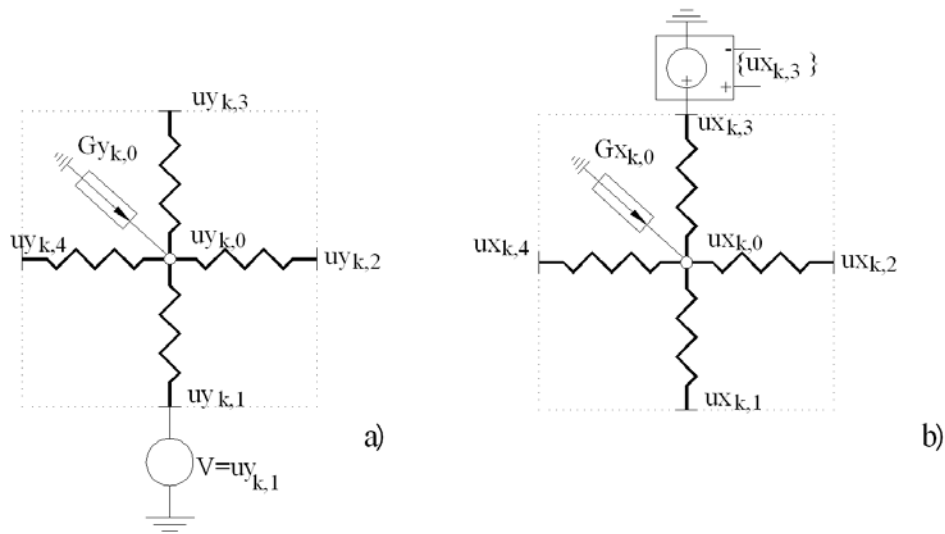 uy k,3
Gy k,0
uy k,4
uy k,0
uy k,2
uy k,1
V=uy k,1
a)
-
{ux k,3 }
+
+
ux k,3
Gx k,0
ux k,4
ux k,0
ux k,2
ux k,1
b)